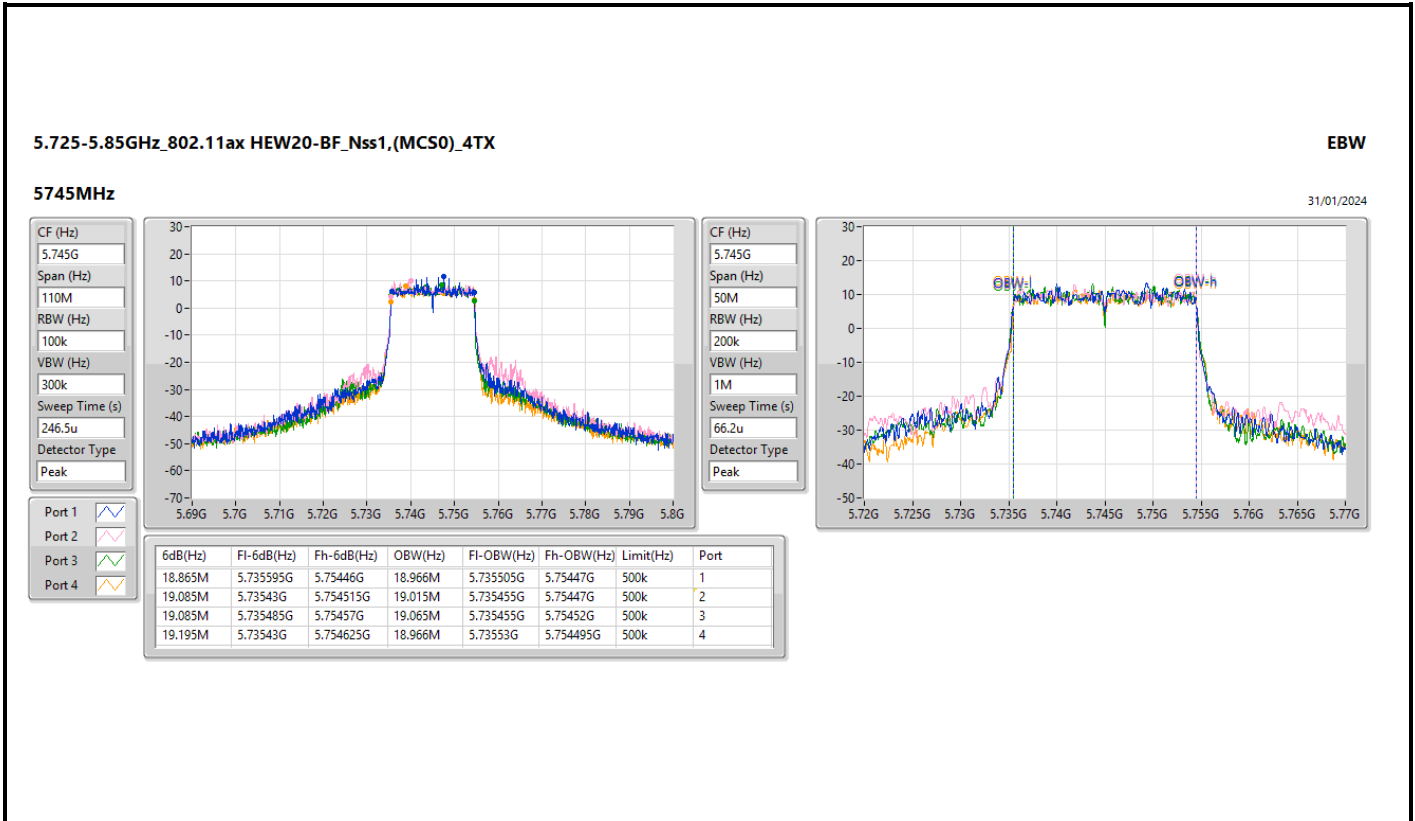 5.725-5.85GHz_802.11ax HEW20-BF_Nss1,(MCS0)_4TX
EBW
5745MHz
31/01/2024
CF (Hz)
5.745G
Span (Hz)
110M
RBW (Hz)
100k
VBW (Hz)
300k
Sweep Time (s)
246.5u
Detector Type
Peak
30
20
10
0
-10
-20
-30
-40
-50
-60
-70
5.69G 5.7G 5.71G 5.72G 5.73G 5.74G 5.75G 5.76G 5.77G 5.78G 5.79G 5.8G
CF (Hz)
5.745G
Span (Hz)
50M
RBW (Hz)
200k
VBW (Hz)
1M
Sweep Time (s)
66.2u
Detector Type
Peak
30
20
10
0
-10
-20
-30
-40
-50
OBW-l OBW-h
5.72G 5.725G 5.73G 5.735G 5.74G 5.745G 5.75G 5.755G 5.76G 5.765G 5.77G
Port 1
Port 2
Port 3
Port 4
6dB(Hz) Fl-6dB(Hz) Fh-6dB(Hz) OBW(Hz) Fl-OBW(Hz) Fh-OBW(Hz) Limit(Hz) Port
18.865M 5.735595G 5.75446G 18.966M 5.735505G 5.75447G 500k 1
19.085M 5.73543G 5.754515G 19.015M 5.735455G 5.75447G 500k 2
19.085M 5.735485G 5.75457G 19.065M 5.735455G 5.75452G 500k 3
19.195M 5.73543G 5.754625G 18.966M 5.73553G 5.754495G 500k 4